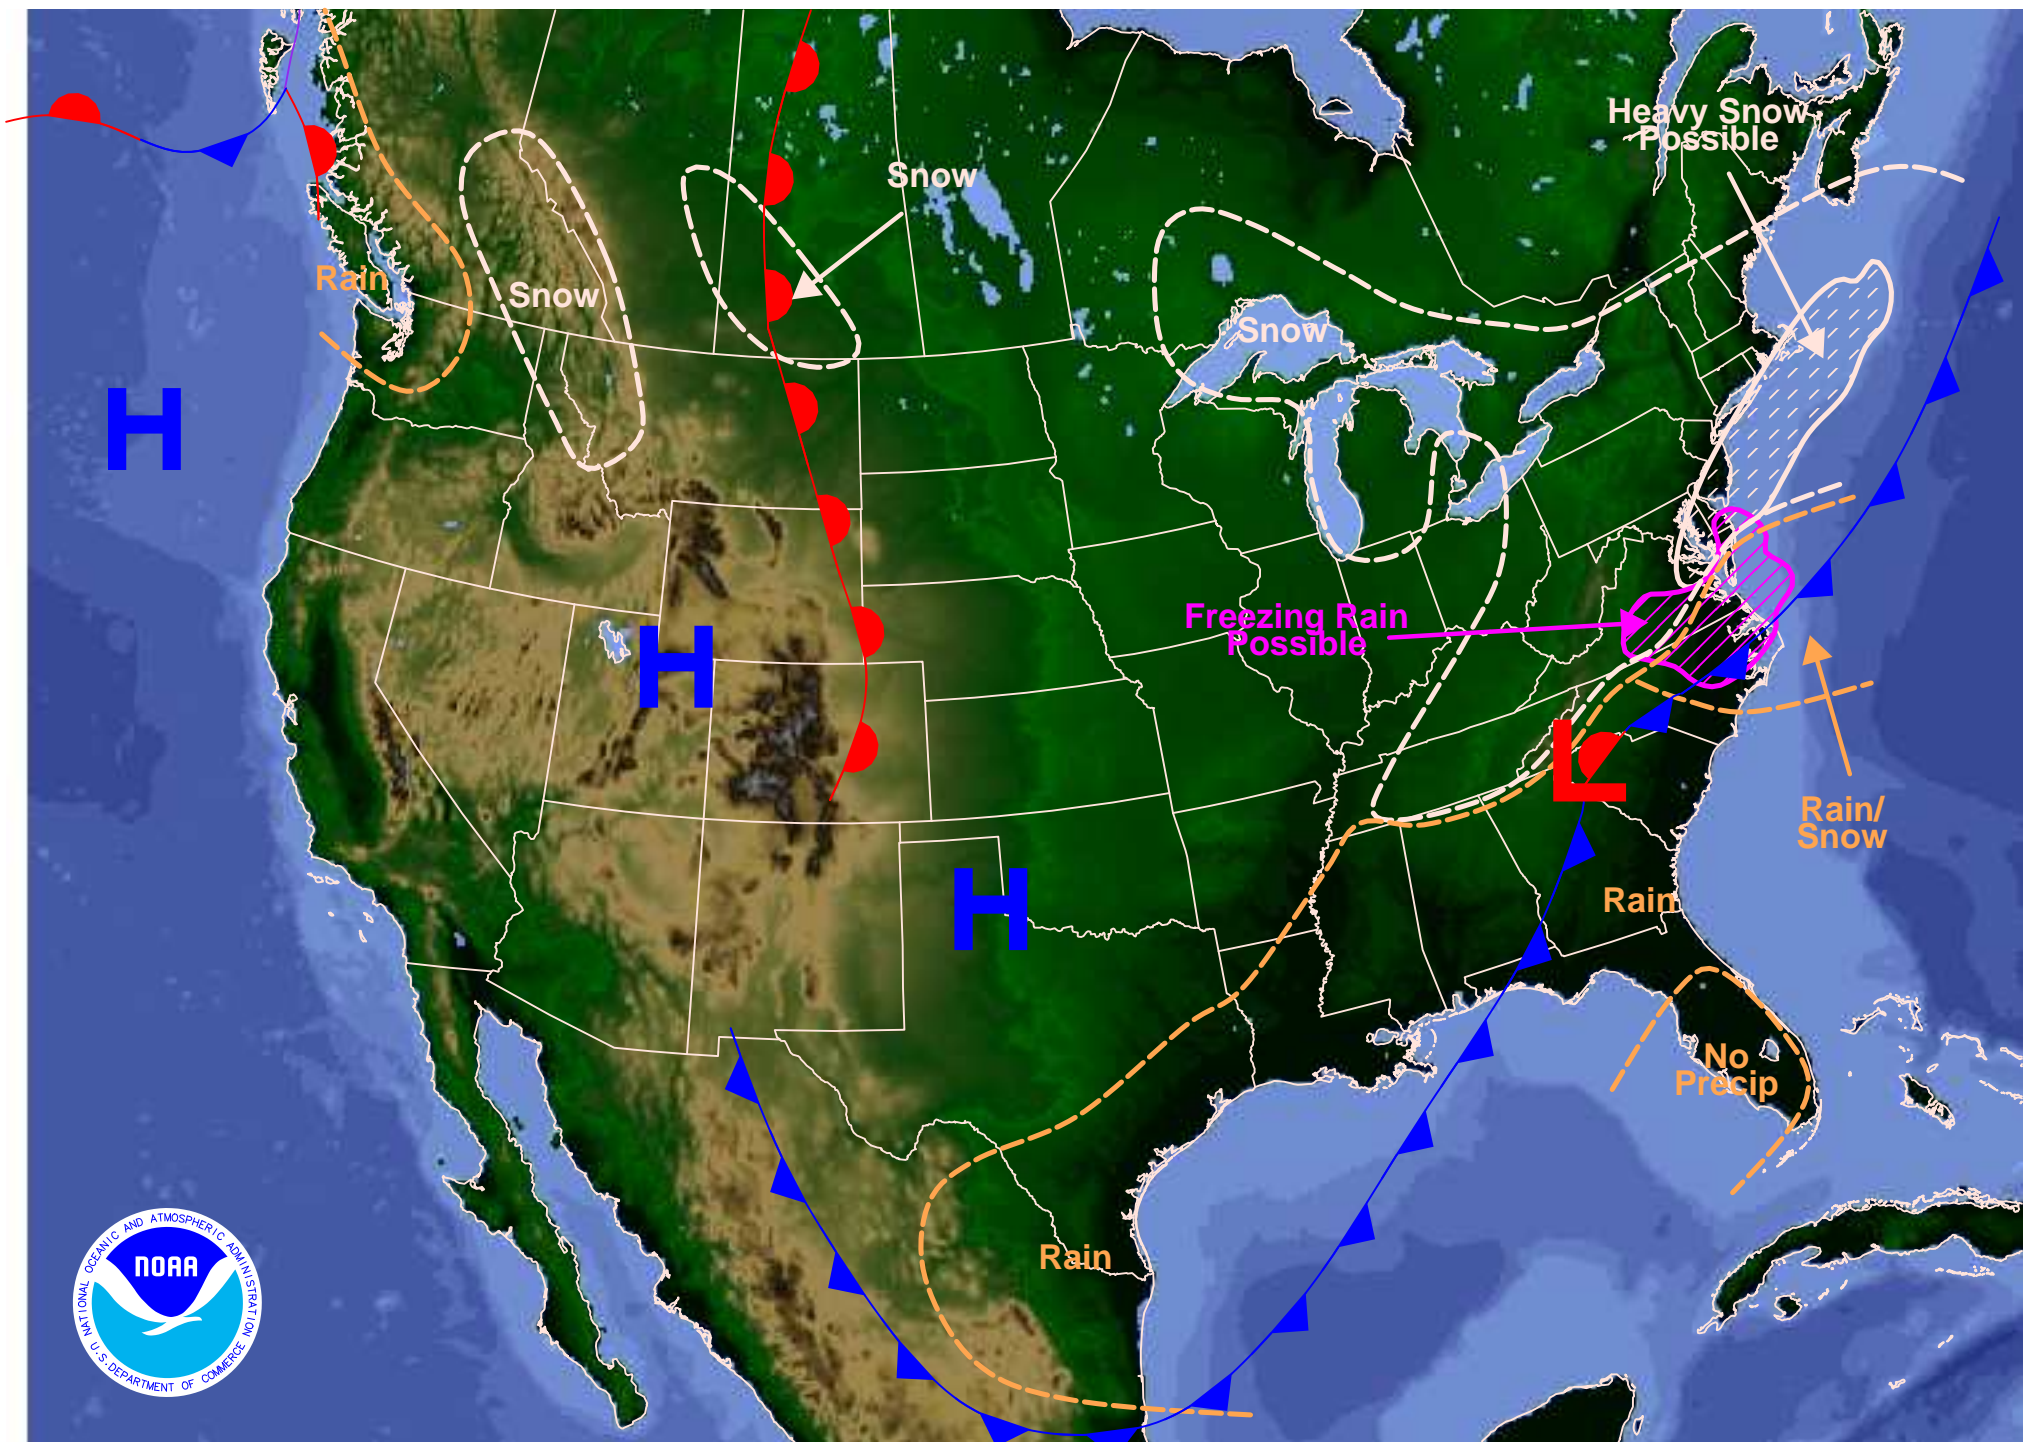 Heavy Snow
Possible
Snow
Rain
Snow
Snow
H
Freezing Rain
Possible
H
L
Rain/
Snow
H
Rain
No
Precip
Rain
NATIONAL OCEANIC AND ATMOSPHERIC ADMINISTRATION
NOAA
U.S. DEPARTMENT OF COMMERCE